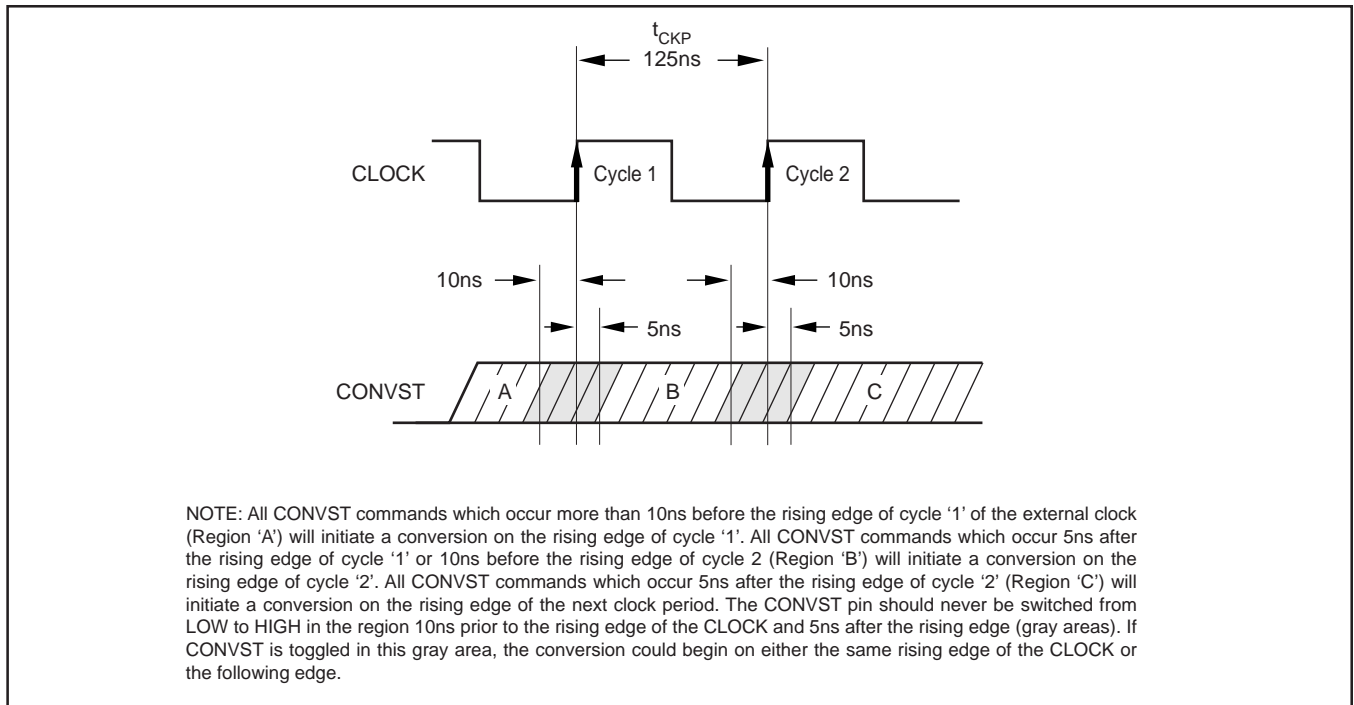 tCKP
125ns
CLOCK
Cycle 1
Cycle 2
10ns
10ns
5ns
5ns
CONVST
A
B
C
NOTE: All CONVST commands which occur more than 10ns before the rising edge of cycle ‘1’ of the external clock
(Region ‘A’) will initiate a conversion on the rising edge of cycle ‘1’. All CONVST commands which occur 5ns after
the rising edge of cycle ‘1’ or 10ns before the rising edge of cycle 2 (Region ‘B’) will initiate a conversion on the
rising edge of cycle ‘2’. All CONVST commands which occur 5ns after the rising edge of cycle ‘2’ (Region ‘C’) will
initiate a conversion on the rising edge of the next clock period. The CONVST pin should never be switched from
LOW to HIGH in the region 10ns prior to the rising edge of the CLOCK and 5ns after the rising edge (gray areas). If
CONVST is toggled in this gray area, the conversion could begin on either the same rising edge of the CLOCK or
the following edge.